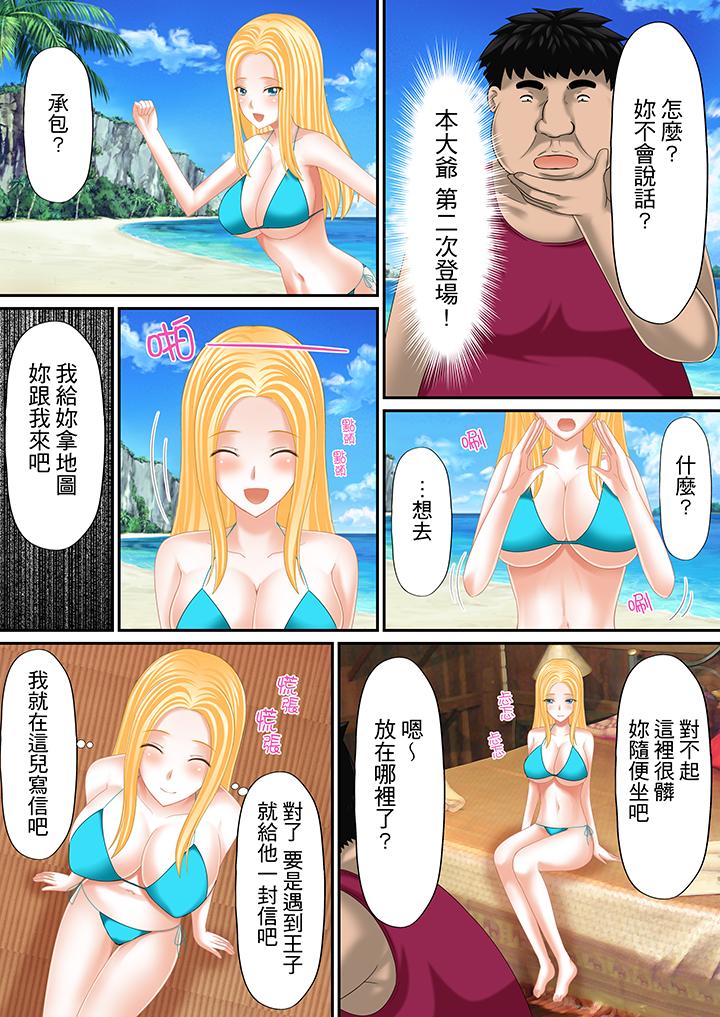 怎麼？
妳不會說話？
本大爺 第二次登場！
承包？
什麼？
…想去
唰
唰
啪
點頭
點頭
我給妳拿地圖
妳跟我來吧
對不起
這裡很髒
妳隨便坐吧
忐忑
忐忑
嗯～
放在哪裡了？
慌張
慌張
對了 要是遇到王子
就給他一封信吧
我就在這兒寫信吧